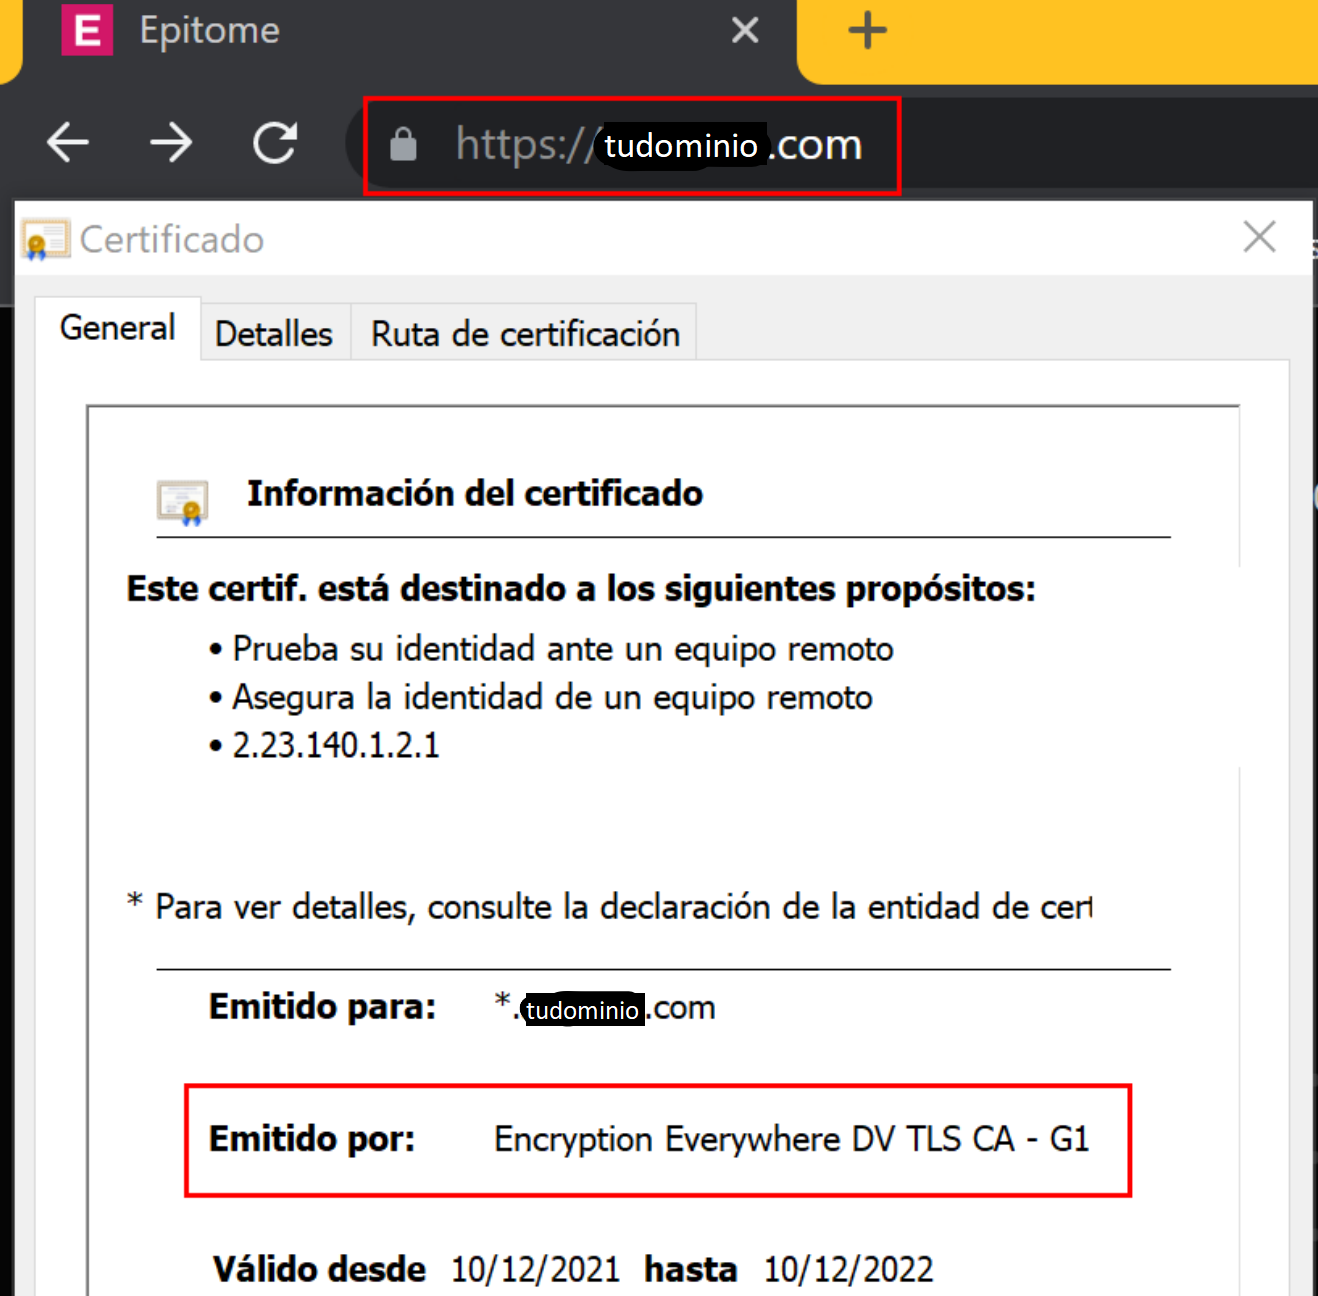 E Epitome
https://tudominio.com
Certificado
General Detalles Ruta de certificación
Información del certificado
Este certif. está destinado a los siguientes propósitos:
• Prueba su identidad ante un equipo remoto
• Asegura la identidad de un equipo remoto
• 2.23.140.1.2.1
* Para ver detalles, consulte la declaración de la entidad de cert
Emitido para: *.tudominio.com
Emitido por: Encryption Everywhere DV TLS CA - G1
Válido desde 10/12/2021 hasta 10/12/2022